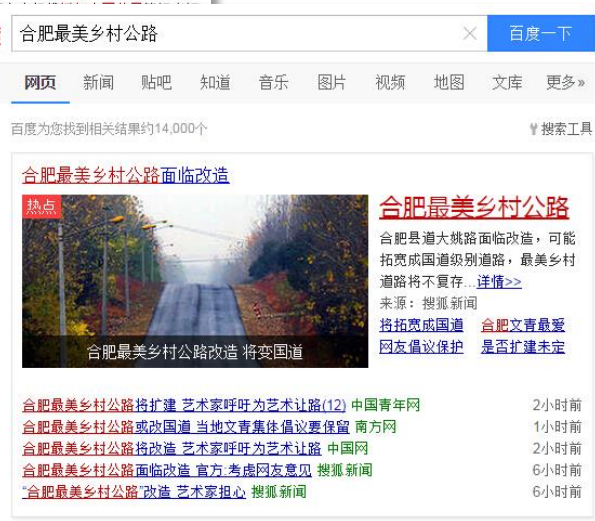 合肥最美乡村公路
百度一下
网页 新闻 贴吧 知道 音乐 图片 视频 地图 文库 更多»
百度为您找到相关结果约14,000个
搜索工具
合肥最美乡村公路面临改造
热点
合肥最美乡村公路改造 将变国道
合肥最美乡村公路
合肥县道大姚路面临改造，可能
拓宽成国道级别道路，最美乡村
道路将不复存...详情>>
来源：搜狐新闻
将拓宽成国道 合肥文青最爱
网友倡议保护 是否扩建未定
合肥最美乡村公路将扩建 艺术家呼吁为艺术让路(12) 中国青年网 2小时前
合肥最美乡村公路或改国道 当地文青集体倡议要保留 南方网 1小时前
合肥最美乡村公路将改造 艺术家呼吁为艺术让路 中国网 2小时前
合肥最美乡村公路面临改造 官方:考虑网友意见 搜狐新闻 6小时前
“合肥最美乡村公路”改造 艺术家担心 搜狐新闻 6小时前